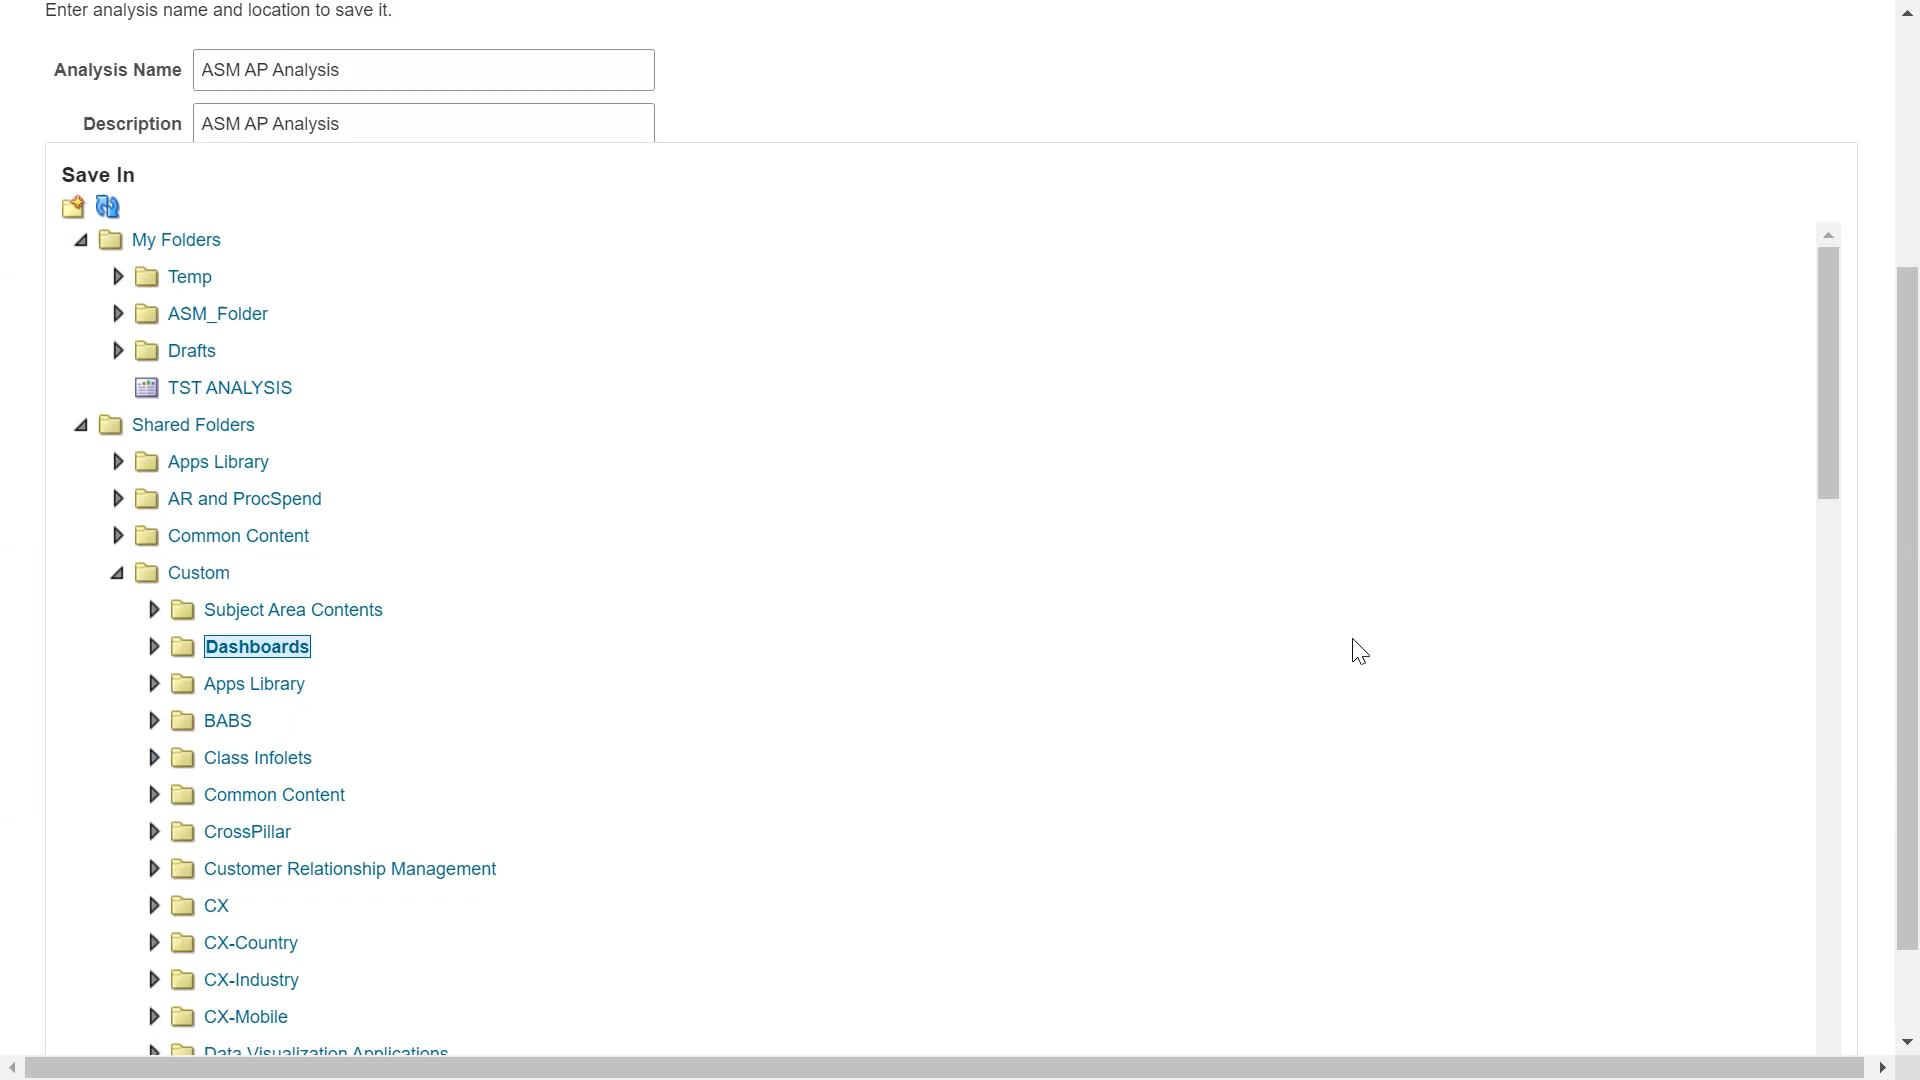 Enter analysis name and location to save it.
Analysis Name ASM AP Analysis
Description ASM AP Analysis
Save In
My Folders
Temp
ASM_Folder
Drafts
TST ANALYSIS
Shared Folders
Apps Library
AR and ProcSpend
Common Content
Custom
Subject Area Contents
Dashboards
Apps Library
BABS
Class Infolets
Common Content
CrossPillar
Customer Relationship Management
CX
CX-Country
CX-Industry
CX-Mobile
Data Visualization Applications